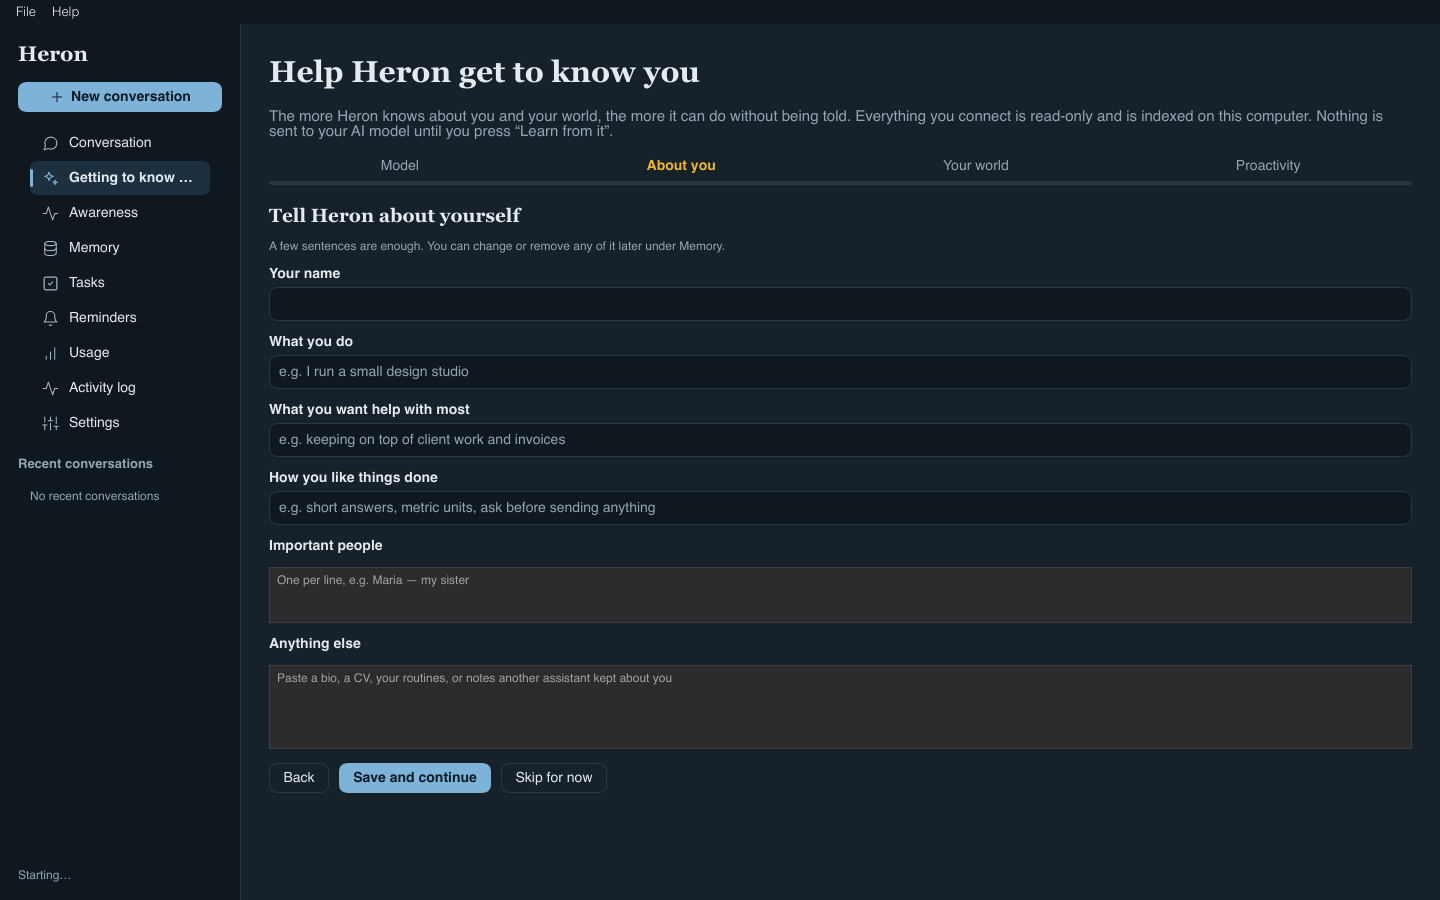 File Help
Heron
New conversation
Conversation
Getting to know ...
Awareness
Memory
Tasks
Reminders
Usage
Activity log
Settings
Recent conversations
No recent conversations
Starting...
Help Heron get to know you
The more Heron knows about you and your world, the more it can do without being told. Everything you connect is read-only and is indexed on this computer. Nothing is
sent to your AI model until you press “Learn from it”.
Model About you Your world Proactivity
Tell Heron about yourself
A few sentences are enough. You can change or remove any of it later under Memory.
Your name
What you do
e.g. I run a small design studio
What you want help with most
e.g. keeping on top of client work and invoices
How you like things done
e.g. short answers, metric units, ask before sending anything
Important people
One per line, e.g. Maria — my sister
Anything else
Paste a bio, a CV, your routines, or notes another assistant kept about you
Back Save and continue Skip for now